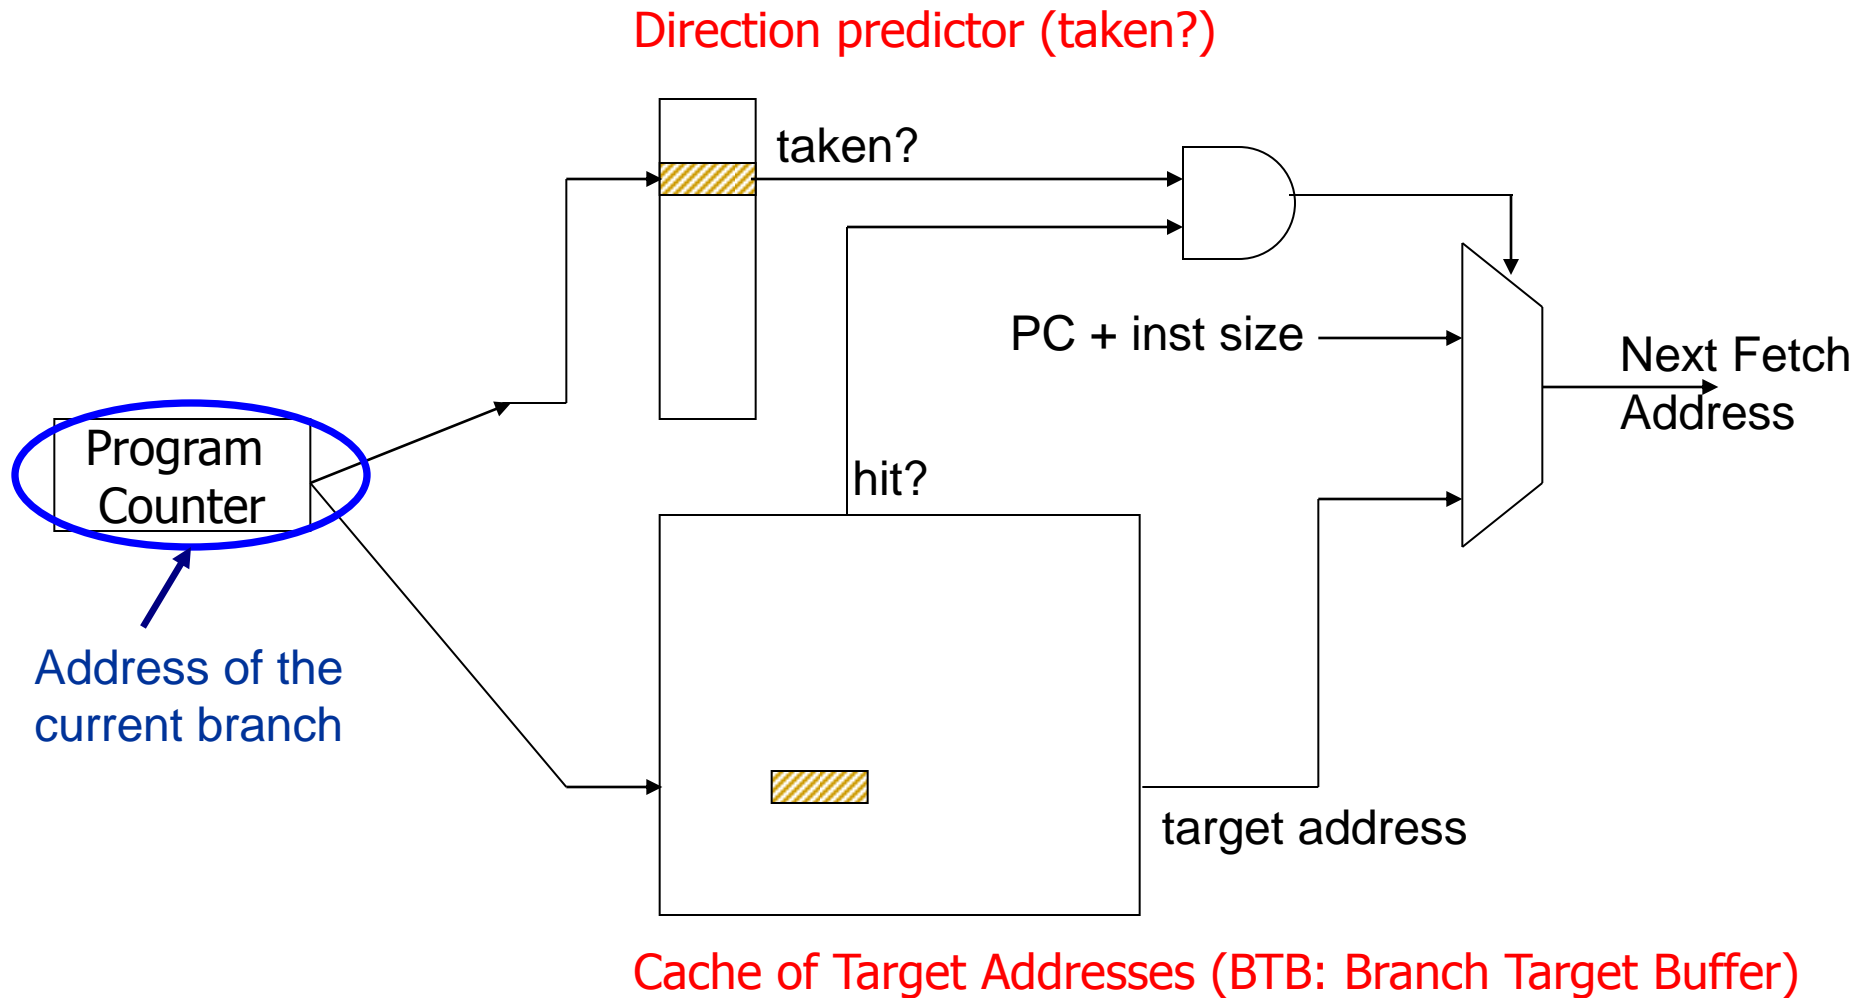 Direction predictor (taken?)
taken?
PC + inst size
Next Fetch
Address
Program
Counter
hit?
Address of the
current branch
target address
Cache of Target Addresses (BTB: Branch Target Buffer)